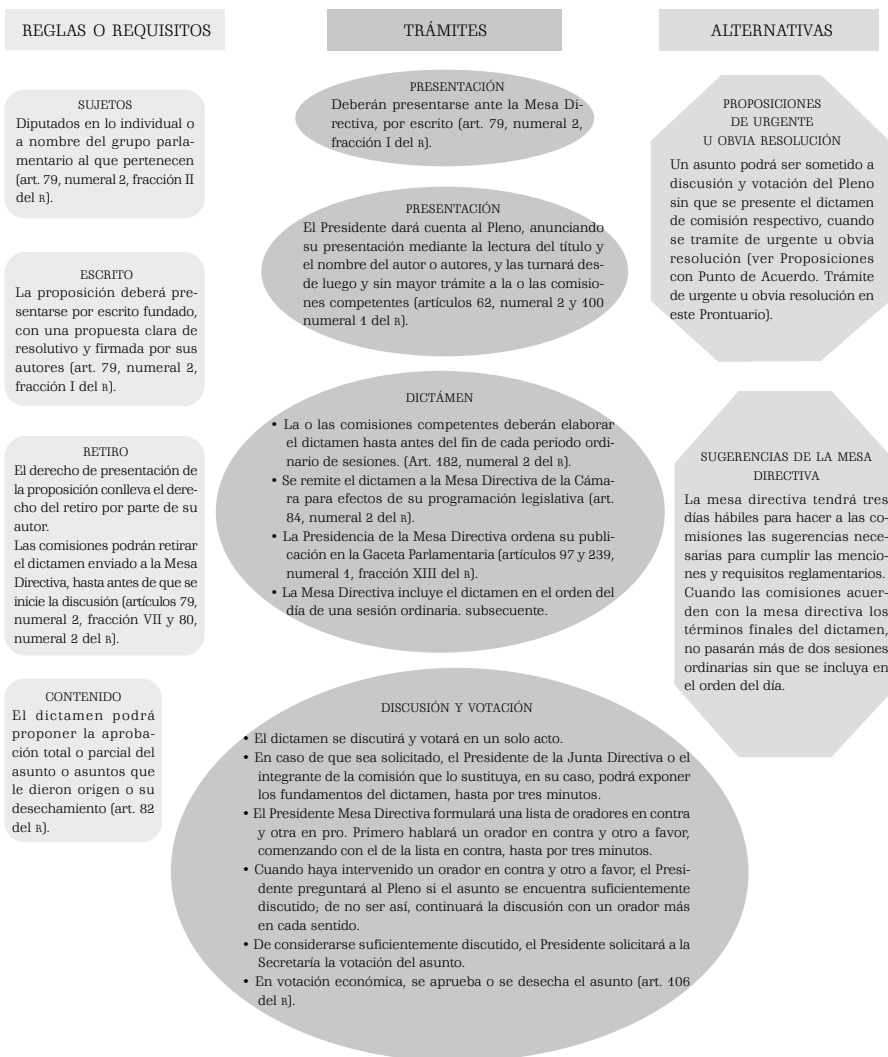 REGLAS O REQUISITOS
TRÁMITES
ALTERNATIVAS
SUJETOS
Diputados en lo individual o
a nombre del grupo parla-
mentario al que pertenecen
(art. 79, numeral 2, fracción II
del R).
ESCRITO
La proposición deberá pre-
sentarse por escrito fundado,
con una propuesta clara de
resolutivo y firmada por sus
autores (art. 79, numeral 2,
fracción I del R).
RETIRO
El derecho de presentación de
la proposición conlleva el dere-
cho del retiro por parte de su
autor.
Las comisiones podrán retirar
el dictamen enviado a la Mesa
Directiva, hasta antes de que se
inicie la discusión (artículos 79,
numeral 2, fracción VII y 80,
numeral 2 del R).
CONTENIDO
El dictamen podrá
proponer la aproba-
ción total o parcial del
asunto o asuntos que
le dieron origen o su
desechamiento (art. 82
del R).
PRESENTACIÓN
Deberán presentarse ante la Mesa Di-
rectiva, por escrito (art. 79, numeral 2,
fracción I del R).
PRESENTACIÓN
El Presidente dará cuenta al Pleno, anunciando
su presentación mediante la lectura del título y
el nombre del autor o autores, y las turnará des-
de luego y sin mayor trámite a la o las comisio-
nes competentes (artículos 62, numeral 2 y 100
numeral 1 del R).
DICTÁMEN
• La o las comisiones competentes deberán elaborar
el dictamen hasta antes del fin de cada periodo ordi-
nario de sesiones. (Art. 182, numeral 2 del R).
• Se remite el dictamen a la Mesa Directiva de la Cáma-
ra para efectos de su programación legislativa (art.
84, numeral 2 del R).
• La Presidencia de la Mesa Directiva ordena su publi-
cación en la Gaceta Parlamentaria (artículos 97 y 239,
numeral 1, fracción XIII del R).
• La Mesa Directiva incluye el dictamen en el orden del
día de una sesión ordinaria. subsecuente.
DISCUSIÓN Y VOTACIÓN
• El dictamen se discutirá y votará en un solo acto.
• En caso de que sea solicitado, el Presidente de la Junta Directiva o el
integrante de la comisión que lo sustituya, en su caso, podrá exponer
los fundamentos del dictamen, hasta por tres minutos.
• El Presidente Mesa Directiva formulará una lista de oradores en contra
y otra en pro. Primero hablará un orador en contra y otro a favor,
comenzando con el de la lista en contra, hasta por tres minutos.
• Cuando haya intervenido un orador en contra y otro a favor, el Presi-
dente preguntará al Pleno si el asunto se encuentra suficientemente
discutido; de no ser así, continuará la discusión con un orador más
en cada sentido.
• De considerarse suficientemente discutido, el Presidente solicitará a la
Secretaría la votación del asunto.
• En votación económica, se aprueba o se desecha el asunto (art. 106
del R).
PROPOSICIONES
DE URGENTE
U OBVIA RESOLUCIÓN
Un asunto podrá ser sometido a
discusión y votación del Pleno
sin que se presente el dictamen
de comisión respectivo, cuando
se tramite de urgente u obvia
resolución (ver Proposiciones
con Punto de Acuerdo. Trámite
de urgente u obvia resolución en
este Prontuario).
SUGERENCIAS DE LA MESA
DIRECTIVA
La mesa directiva tendrá tres
días hábiles para hacer a las co-
misiones las sugerencias nece-
sarias para cumplir las mencio-
nes y requisitos reglamentarios.
Cuando las comisiones acuer-
den con la mesa directiva los
términos finales del dictamen,
no pasarán más de dos sesiones
ordinarias sin que se incluya en
el orden del día.